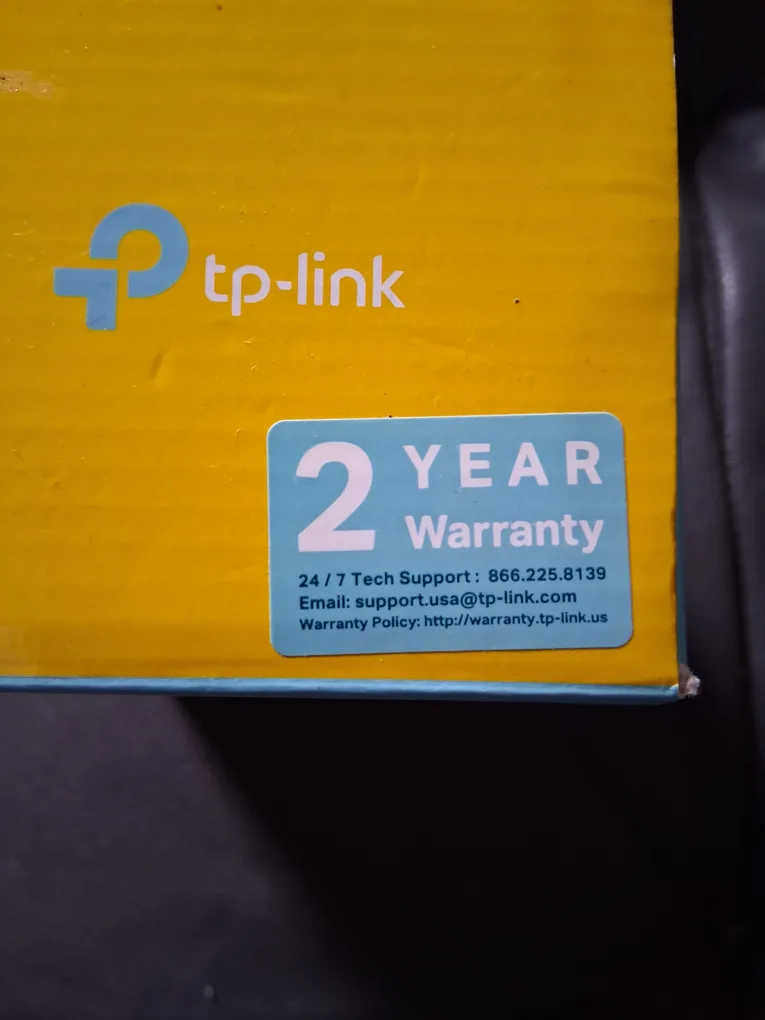 tp-link
2 YEAR
Warranty
24 / 7 Tech Support : 866.225.8139
Email: support.usa@tp-link.com
Warranty Policy: http://warranty.tp-link.us